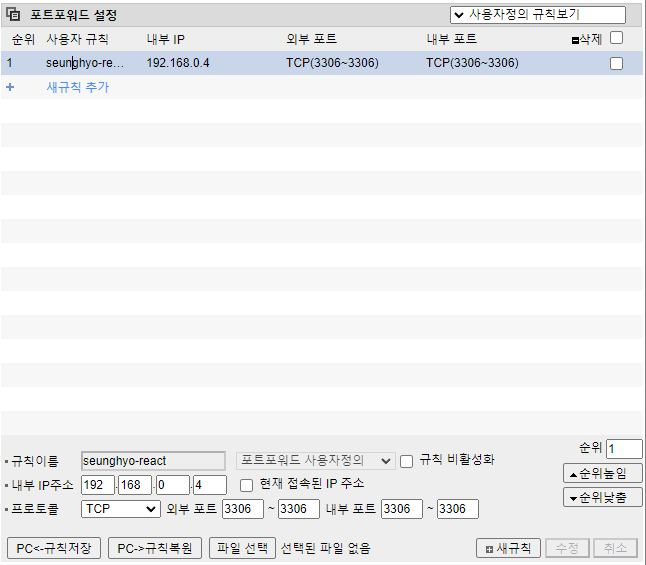 포트포워드 설정 사용자정의 규칙보기
순위 사용자 규칙 내부 IP 외부 포트 내부 포트 삭제
1 seunghyo-re... 192.168.0.4 TCP(3306~3306) TCP(3306~3306)
+ 새규칙 추가
순위 1
규칙이름 seunghyo-react 포트포워드 사용자정의 규칙 비활성화
순위높임
내부 IP주소 192.168.0.4 현재 접속된 IP 주소
순위낮춤
프로토콜 TCP 외부 포트 3306 ~ 3306 내부 포트 3306 ~ 3306
PC<-규칙저장 PC->규칙복원 파일 선택 선택된 파일 없음 새규칙 수정 취소